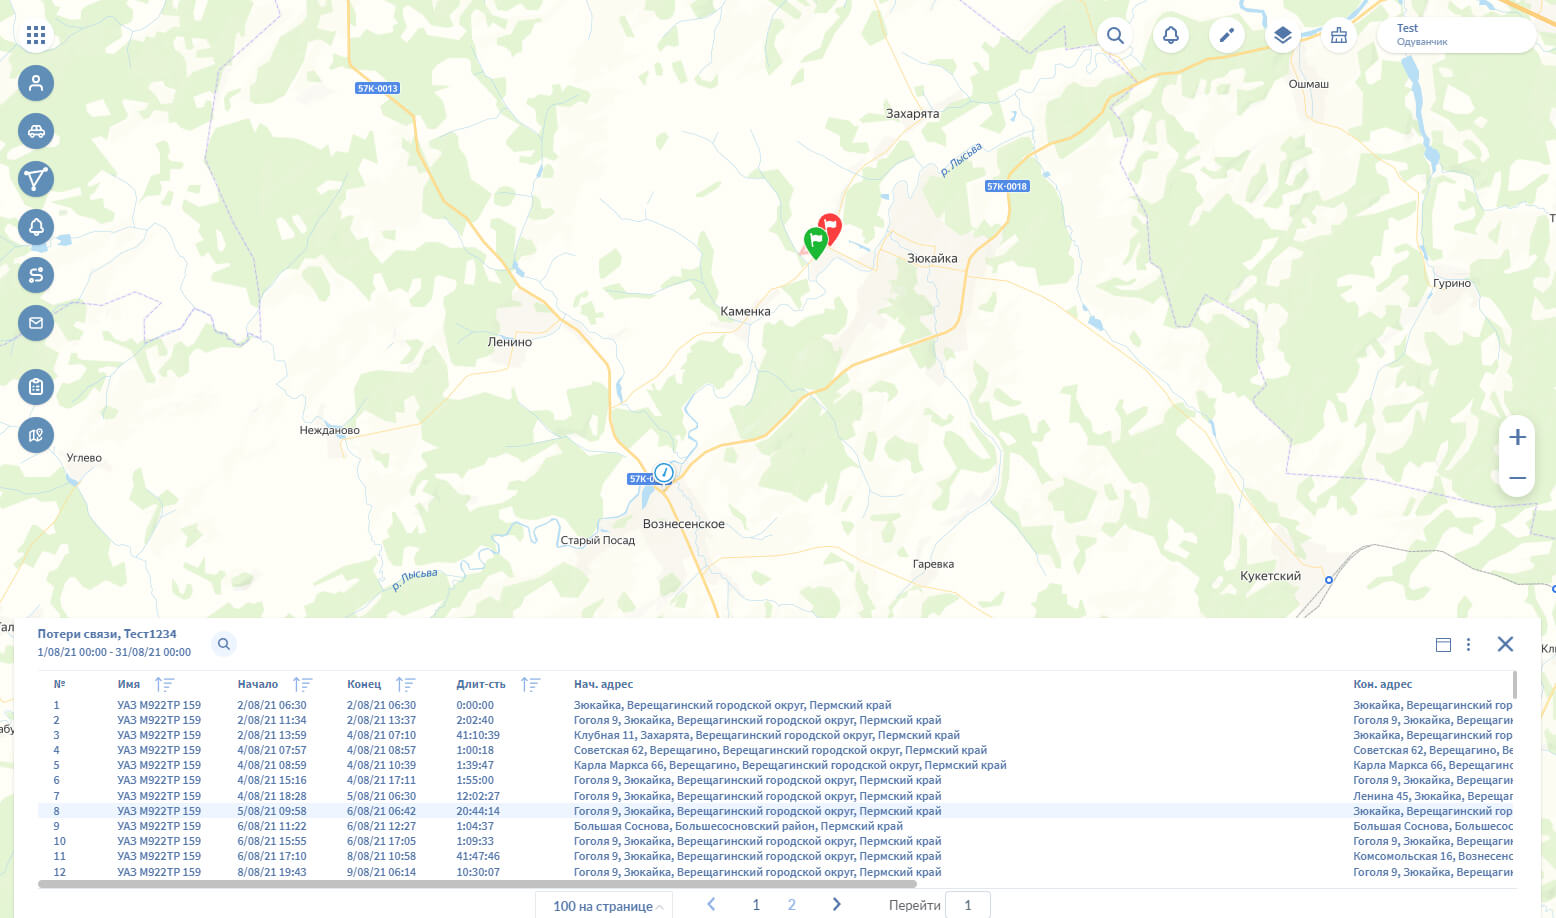 Test
Одуванчик
57К-0013
Захарята
Ошмаш
р. Лысьва
57К-0018
Зюкайка
Гурино
Каменка
Ленино
Нежданово
Углево
Вознесенское
Старый Посад
Гаревка
Кукетский
р. Лысьва
Потери связи, Тест1234
1/08/21 00:00 - 31/08/21 00:00
№ Имя Начало Конец Длит-сть Нач. адрес Кон. адрес
1 УАЗ М922ТР 159 2/08/21 06:30 2/08/21 06:30 0:00:00 Зюкайка, Верещагинский городской округ, Пермский край Зюкайка, Верещагинский гор
2 УАЗ М922ТР 159 2/08/21 11:34 2/08/21 13:37 2:02:40 Гоголя 9, Зюкайка, Верещагинский городской округ, Пермский край Гоголя 9, Зюкайка, Верещагин
3 УАЗ М922ТР 159 2/08/21 13:59 4/08/21 07:10 41:10:39 Клубная 11, Захарята, Верещагинский городской округ, Пермский край Зюкайка, Верещагинский гор
4 УАЗ М922ТР 159 4/08/21 07:57 4/08/21 08:57 1:00:18 Советская 62, Верещагино, Верещагинский городской округ, Пермский край Советская 62, Верещагино, Ве
5 УАЗ М922ТР 159 4/08/21 08:59 4/08/21 10:39 1:39:47 Карла Маркса 66, Верещагино, Верещагинский городской округ, Пермский край Карла Маркса 66, Верещагинс
6 УАЗ М922ТР 159 4/08/21 15:16 4/08/21 17:11 1:55:00 Гоголя 9, Зюкайка, Верещагинский городской округ, Пермский край Гоголя 9, Зюкайка, Верещагин
7 УАЗ М922ТР 159 4/08/21 18:28 5/08/21 06:30 12:02:27 Гоголя 9, Зюкайка, Верещагинский городской округ, Пермский край Ленина 45, Зюкайка, Верещаг
8 УАЗ М922ТР 159 5/08/21 09:58 6/08/21 06:42 20:44:14 Гоголя 9, Зюкайка, Верещагинский городской округ, Пермский край Зюкайка, Верещагинский гор
9 УАЗ М922ТР 159 6/08/21 11:22 6/08/21 12:27 1:04:37 Большая Соснова, Большесосновский район, Пермский край Большая Соснова, Большесос
10 УАЗ М922ТР 159 6/08/21 15:55 6/08/21 17:05 1:09:33 Гоголя 9, Зюкайка, Верещагинский городской округ, Пермский край Гоголя 9, Зюкайка, Верещагин
11 УАЗ М922ТР 159 6/08/21 17:10 8/08/21 10:58 41:47:46 Гоголя 9, Зюкайка, Верещагинский городской округ, Пермский край Комсомольская 16, Вознесенс
12 УАЗ М922ТР 159 8/08/21 19:43 9/08/21 06:14 10:30:07 Гоголя 9, Зюкайка, Верещагинский городской округ, Пермский край Гоголя 9, Зюкайка, Верещагин
100 на странице 1 2 Перейти 1